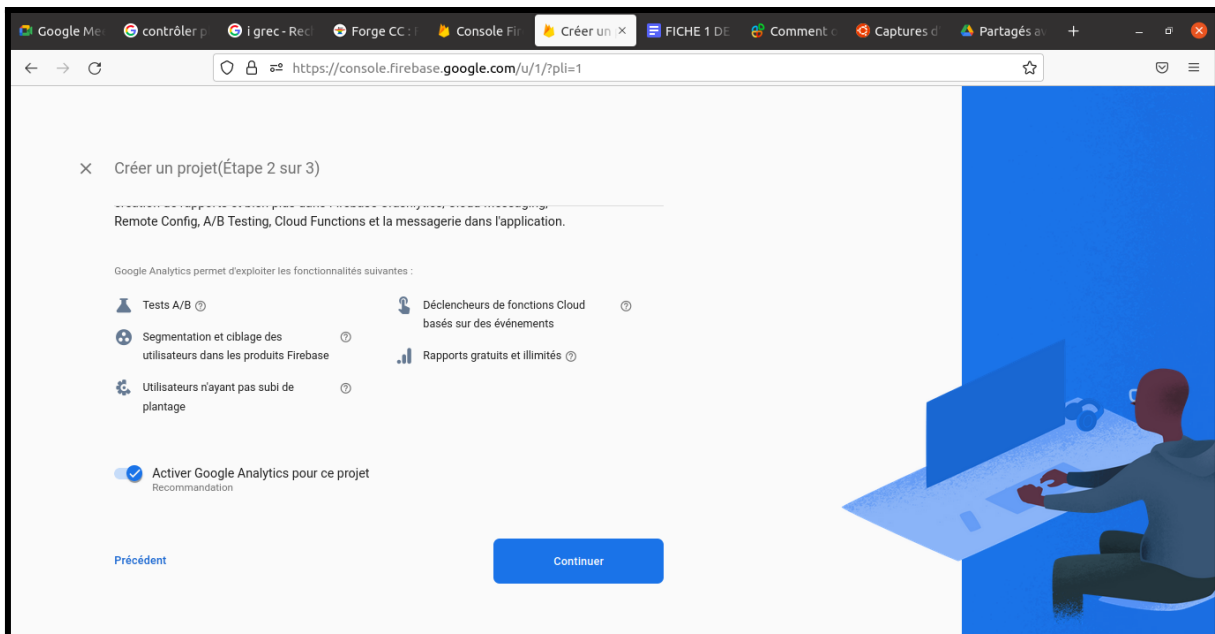 Google Me
contrôler p
i grec - Rec
Forge CC : F
Console Fir
Créer un
FICHE 1 DE
Comment c
Captures d'
Partagés av
https://console.firebase.google.com/u/1/?pli=1
Créer un projet(Étape 2 sur 3)
Remote Config, A/B Testing, Cloud Functions et la messagerie dans l'application.
Google Analytics permet d'exploiter les fonctionnalités suivantes :
Tests A/B
Segmentation et ciblage des
utilisateurs dans les produits Firebase
Utilisateurs n'ayant pas subi de
plantage
Déclencheurs de fonctions Cloud
basés sur des événements
Rapports gratuits et illimités
Activer Google Analytics pour ce projet
Recommandation
Précédent
Continuer